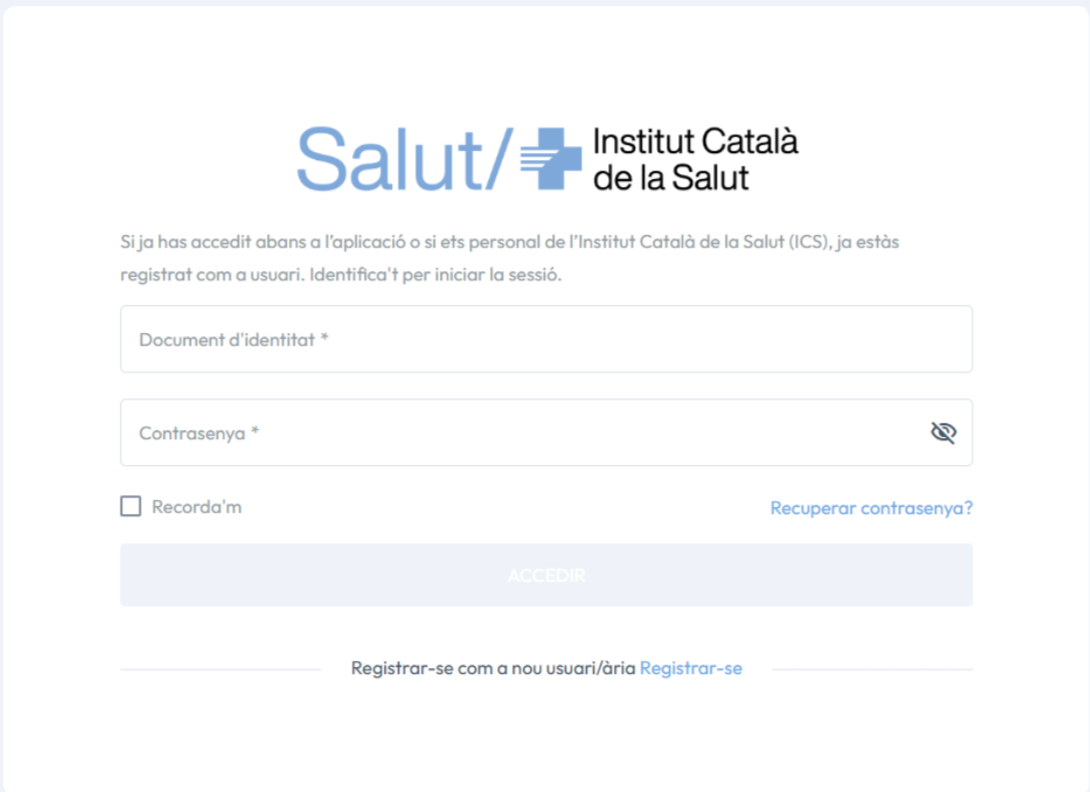 Salut/ Institut Català
de la Salut
Si ja has accedit abans a l'aplicació o si ets personal de l'Institut Català de la Salut (ICS), ja estàs
registrat com a usuari. Identifica't per iniciar la sessió.
Document d'identitat *
Contrasenya *
Recorda'm
Recuperar contrasenya?
ACCEDIR
Registrar-se com a nou usuari/ària Registrar-se